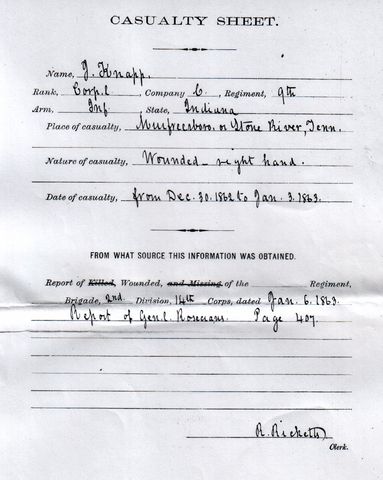 CASUALTY SHEET.
Name, J. Knapp.
Rank, Corp.l, Company C, Regiment, 9th
Arm, Inf, State, Indiana
Place of casualty, Murfreesboro. or Stone River, Tenn.
Nature of casualty, Wounded - right hand.
Date of casualty, from Dec. 30. 1862 to Jan. 3. 1863.
FROM WHAT SOURCE THIS INFORMATION WAS OBTAINED.
Report of Killed, Wounded, and Missing of the Regiment,
Brigade, 2nd. Division, 14th Corps, dated Jan. 6. 1863.
Report of Genl. Rosecrans. Page 407.
R. Ricketts
Clerk.